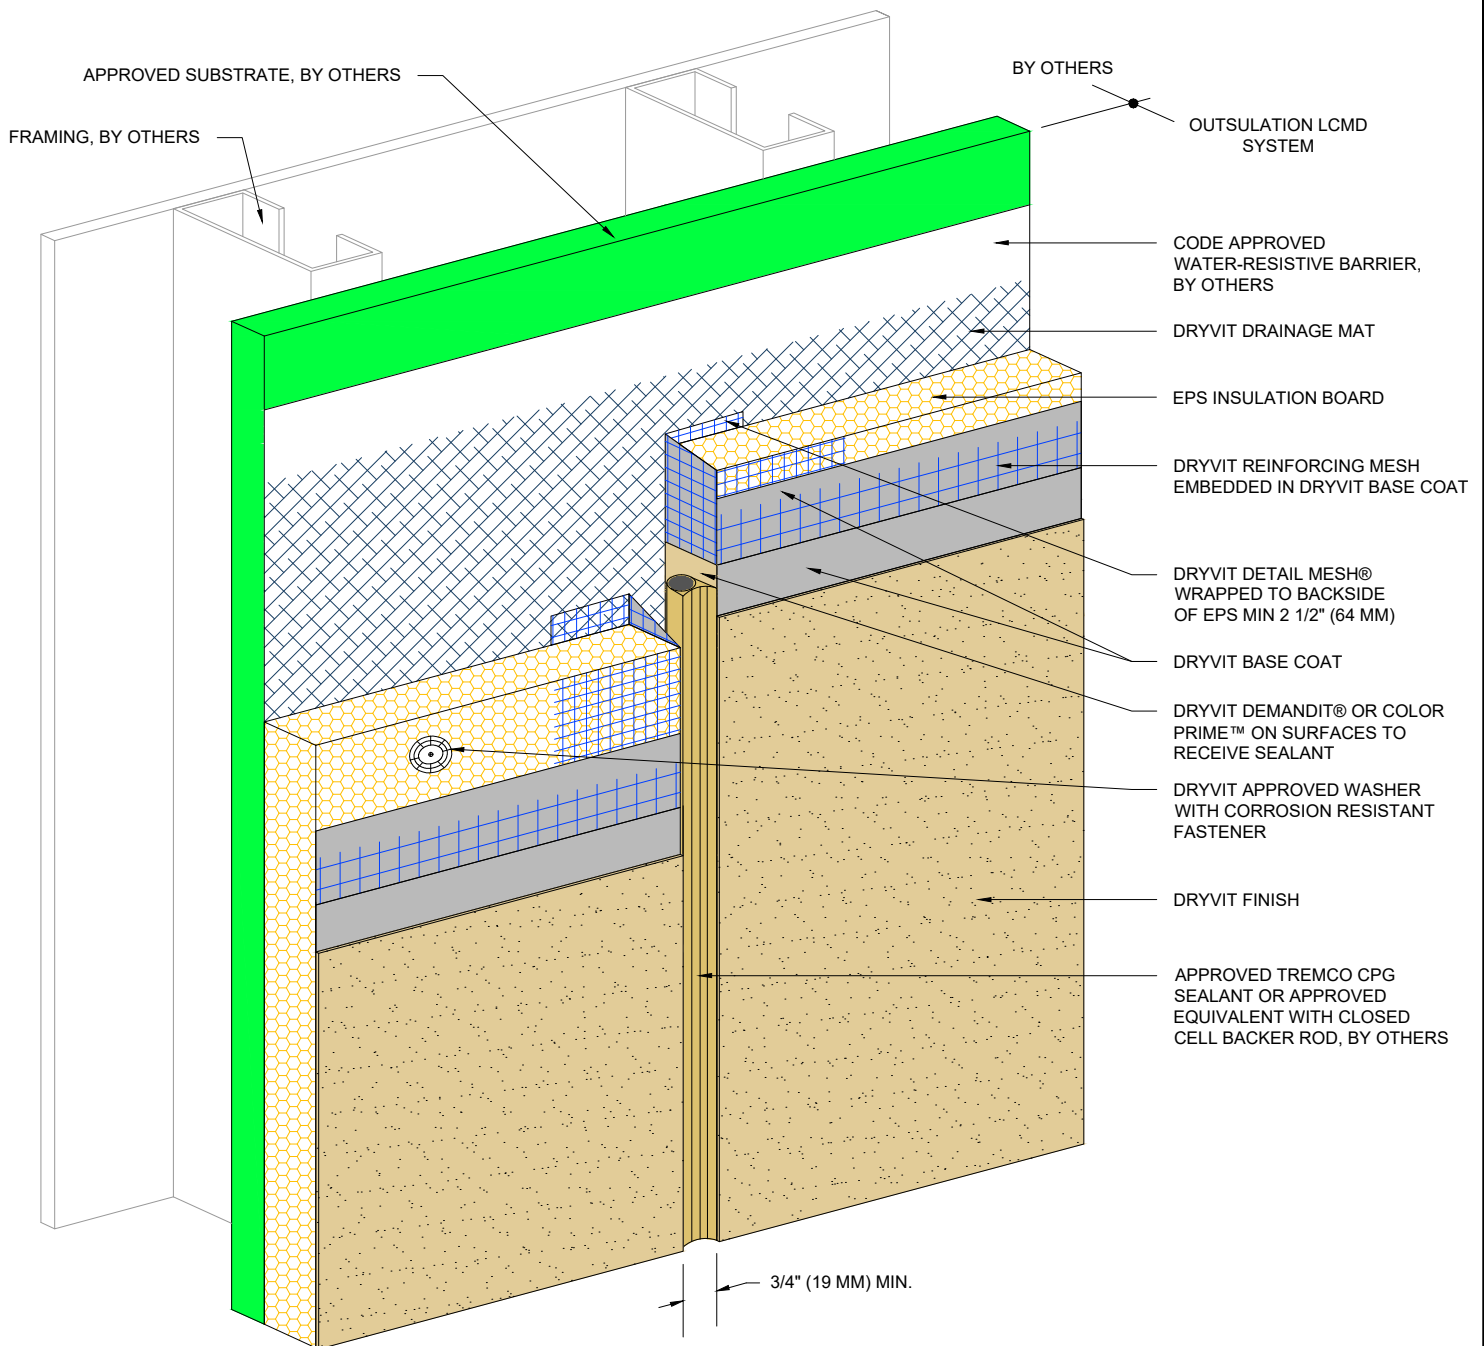 APPROVED SUBSTRATE, BY OTHERS
FRAMING, BY OTHERS
BY OTHERS
OUTSULATION LCMD
SYSTEM
CODE APPROVED
WATER-RESISTIVE BARRIER,
BY OTHERS
DRYVIT DRAINAGE MAT
EPS INSULATION BOARD
DRYVIT REINFORCING MESH
EMBEDDED IN DRYVIT BASE COAT
DRYVIT DETAIL MESH®
WRAPPED TO BACKSIDE
OF EPS MIN 2 1/2" (64 MM)
DRYVIT BASE COAT
DRYVIT DEMANDIT® OR COLOR
PRIME™ ON SURFACES TO
RECEIVE SEALANT
DRYVIT APPROVED WASHER
WITH CORROSION RESISTANT
FASTENER
DRYVIT FINISH
APPROVED TREMCO CPG
SEALANT OR APPROVED
EQUIVALENT WITH CLOSED
CELL BACKER ROD, BY OTHERS
3/4" (19 MM) MIN.